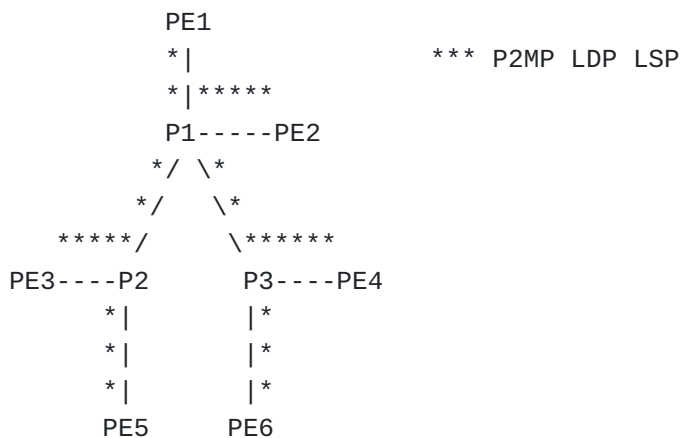 PE1
*|                *** P2MP LDP LSP
*|*****
P1-----PE2
*/ \*
*/   \*
*****/     \******
PE3----P2      P3----PE4
*|       |*
*|       |*
*|       |*
PE5     PE6